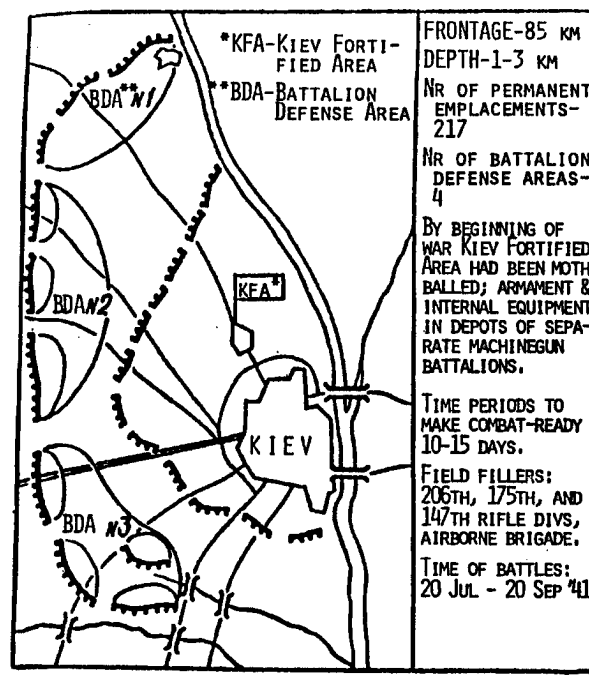 *KFA-KIEV FORTI-
FIED AREA
**BDA-BATTALION
DEFENSE AREA
BDA**N1
BDAN2
KFA*
KIEV
BDA N3
FRONTAGE-85 KM
DEPTH-1-3 KM
NR OF PERMANENT
EMPLACEMENTS-
217
NR OF BATTALION
DEFENSE AREAS-
4
BY BEGINNING OF
WAR KIEV FORTIFIED
AREA HAD BEEN MOTH
BALLED; ARMAMENT &
INTERNAL EQUIPMENT
IN DEPOTS OF SEPA-
RATE MACHINEGUN
BATTALIONS.
TIME PERIODS TO
MAKE COMBAT-READY
10-15 DAYS.
FIELD FILLERS:
206TH, 175TH, AND
147TH RIFLE DIVS,
AIRBORNE BRIGADE.
TIME OF BATTLES:
20 JUL - 20 SEP '41